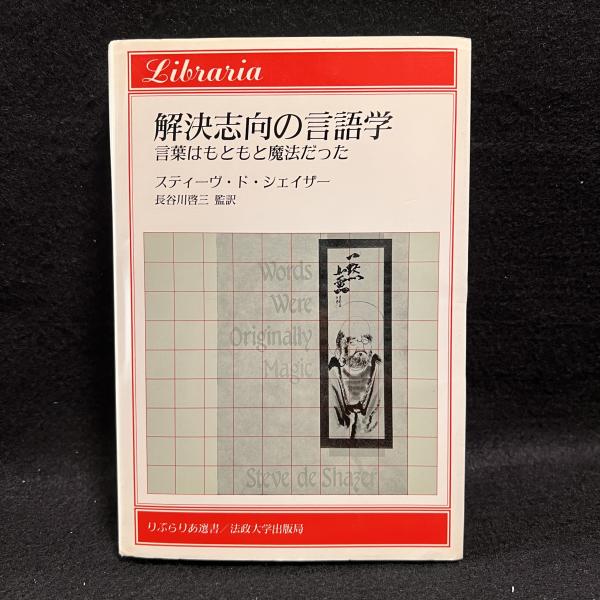 Libraria
解決志向の言語学
言葉はもともと魔法だった
スティーヴ・ド・シェイザー
長谷川啓三 監訳
Words
Were
Originally
Magic
Steve de Shazer
りぶらりあ選書／法政大学出版局